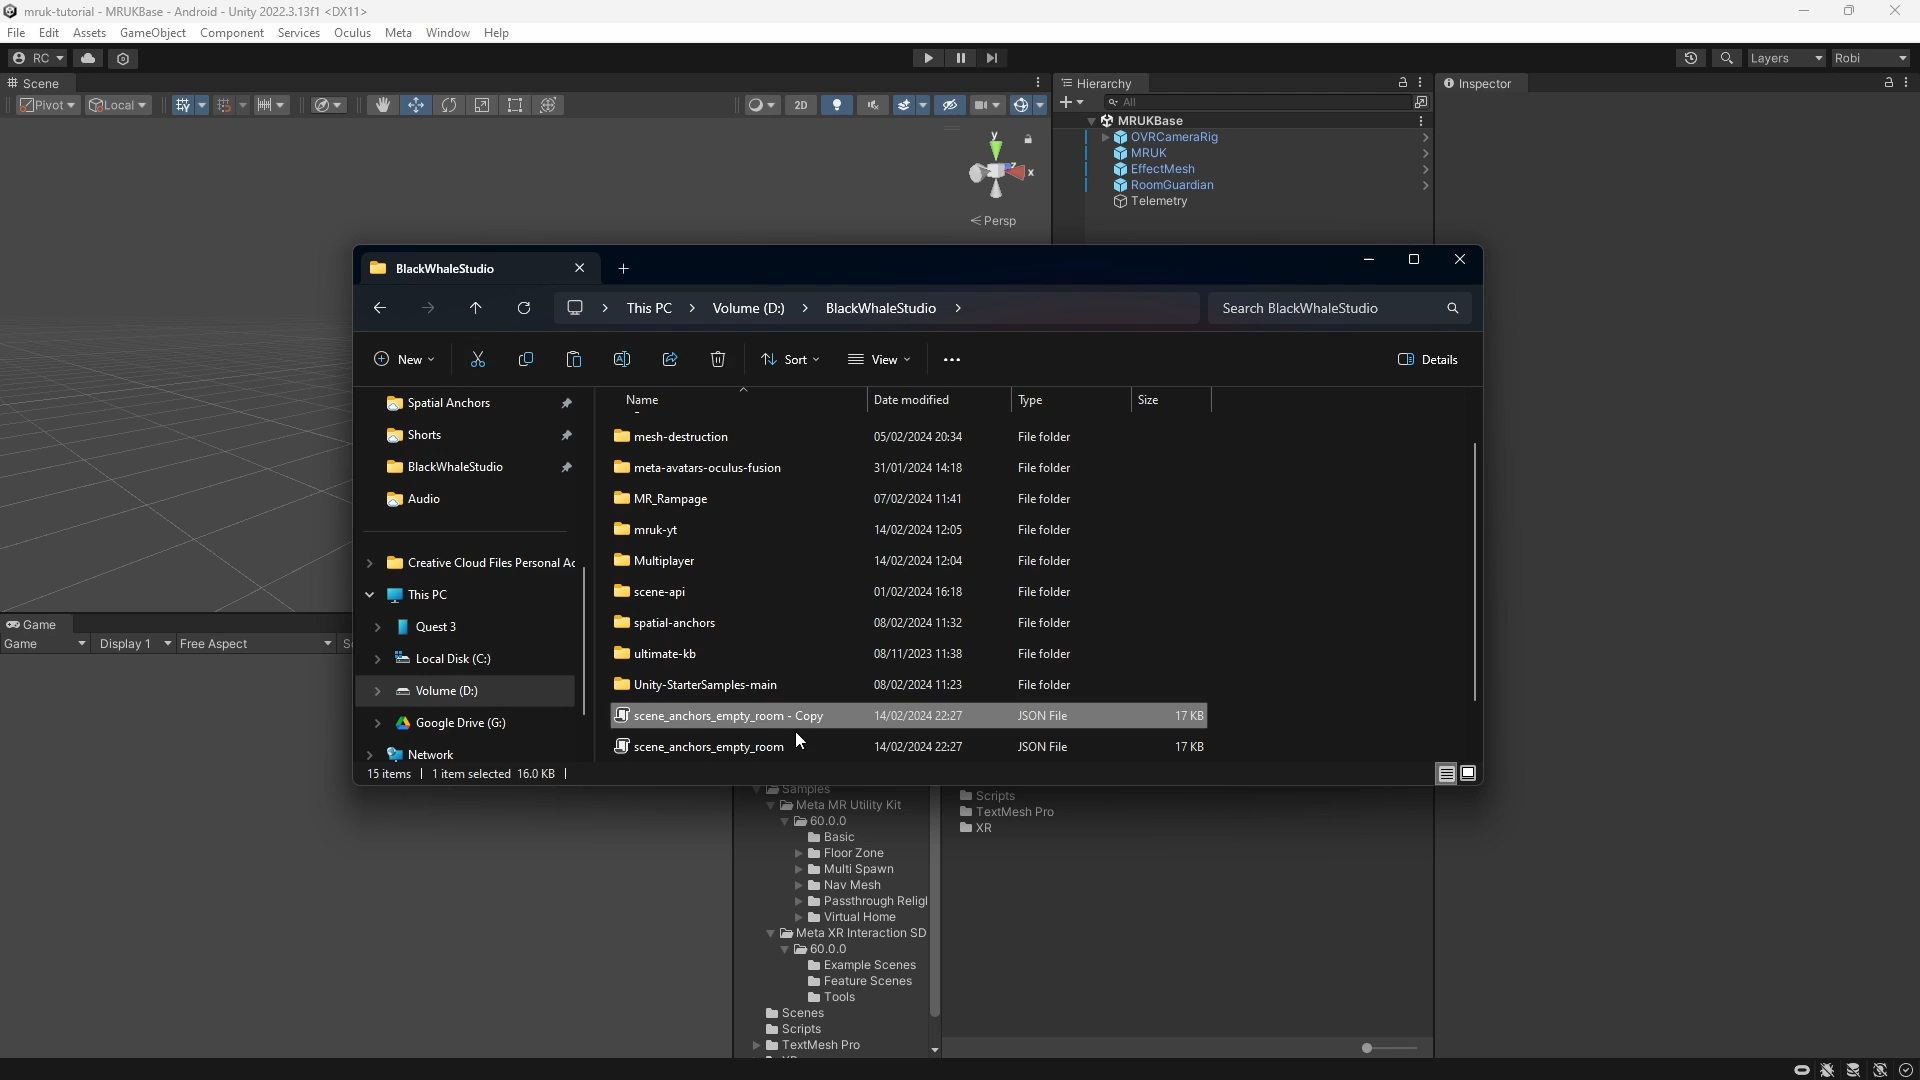 mruk-tutorial - MRUKBase - Android - Unity 2022.3.13f1 <DX11>
File Edit Assets GameObject Component Services Oculus Meta Window Help
RC Layers Robi
Scene Hierarchy Inspector
Pivot Local 2D All
MRUKBase
OVRCameraRig
MRUK
EffectMesh
RoomGuardian
Telemetry
y
z
x
Persp
BlackWhaleStudio
This PC Volume (D:) BlackWhaleStudio Search BlackWhaleStudio
New Sort View Details
Name Date modified Type Size
Spatial Anchors
Shorts
BlackWhaleStudio
Audio
Creative Cloud Files Personal Ac
This PC
Quest 3
Local Disk (C:)
Volume (D:)
Google Drive (G:)
Network
mesh-destruction 05/02/2024 20:34 File folder
meta-avatars-oculus-fusion 31/01/2024 14:18 File folder
MR_Rampage 07/02/2024 11:41 File folder
mruk-yt 14/02/2024 12:05 File folder
Multiplayer 14/02/2024 12:04 File folder
scene-api 01/02/2024 16:18 File folder
spatial-anchors 08/02/2024 11:32 File folder
ultimate-kb 08/11/2023 11:38 File folder
Unity-StarterSamples-main 08/02/2024 11:23 File folder
scene_anchors_empty_room - Copy 14/02/2024 22:27 JSON File 17 KB
scene_anchors_empty_room 14/02/2024 22:27 JSON File 17 KB
15 items 1 item selected 16.0 KB
Game
Game Display 1 Free Aspect Sc
Samples
Meta MR Utility Kit
60.0.0
Basic
Floor Zone
Multi Spawn
Nav Mesh
Passthrough Religl
Virtual Home
Meta XR Interaction SD
60.0.0
Example Scenes
Feature Scenes
Tools
Scenes
Scripts
TextMesh Pro
Scripts
TextMesh Pro
XR